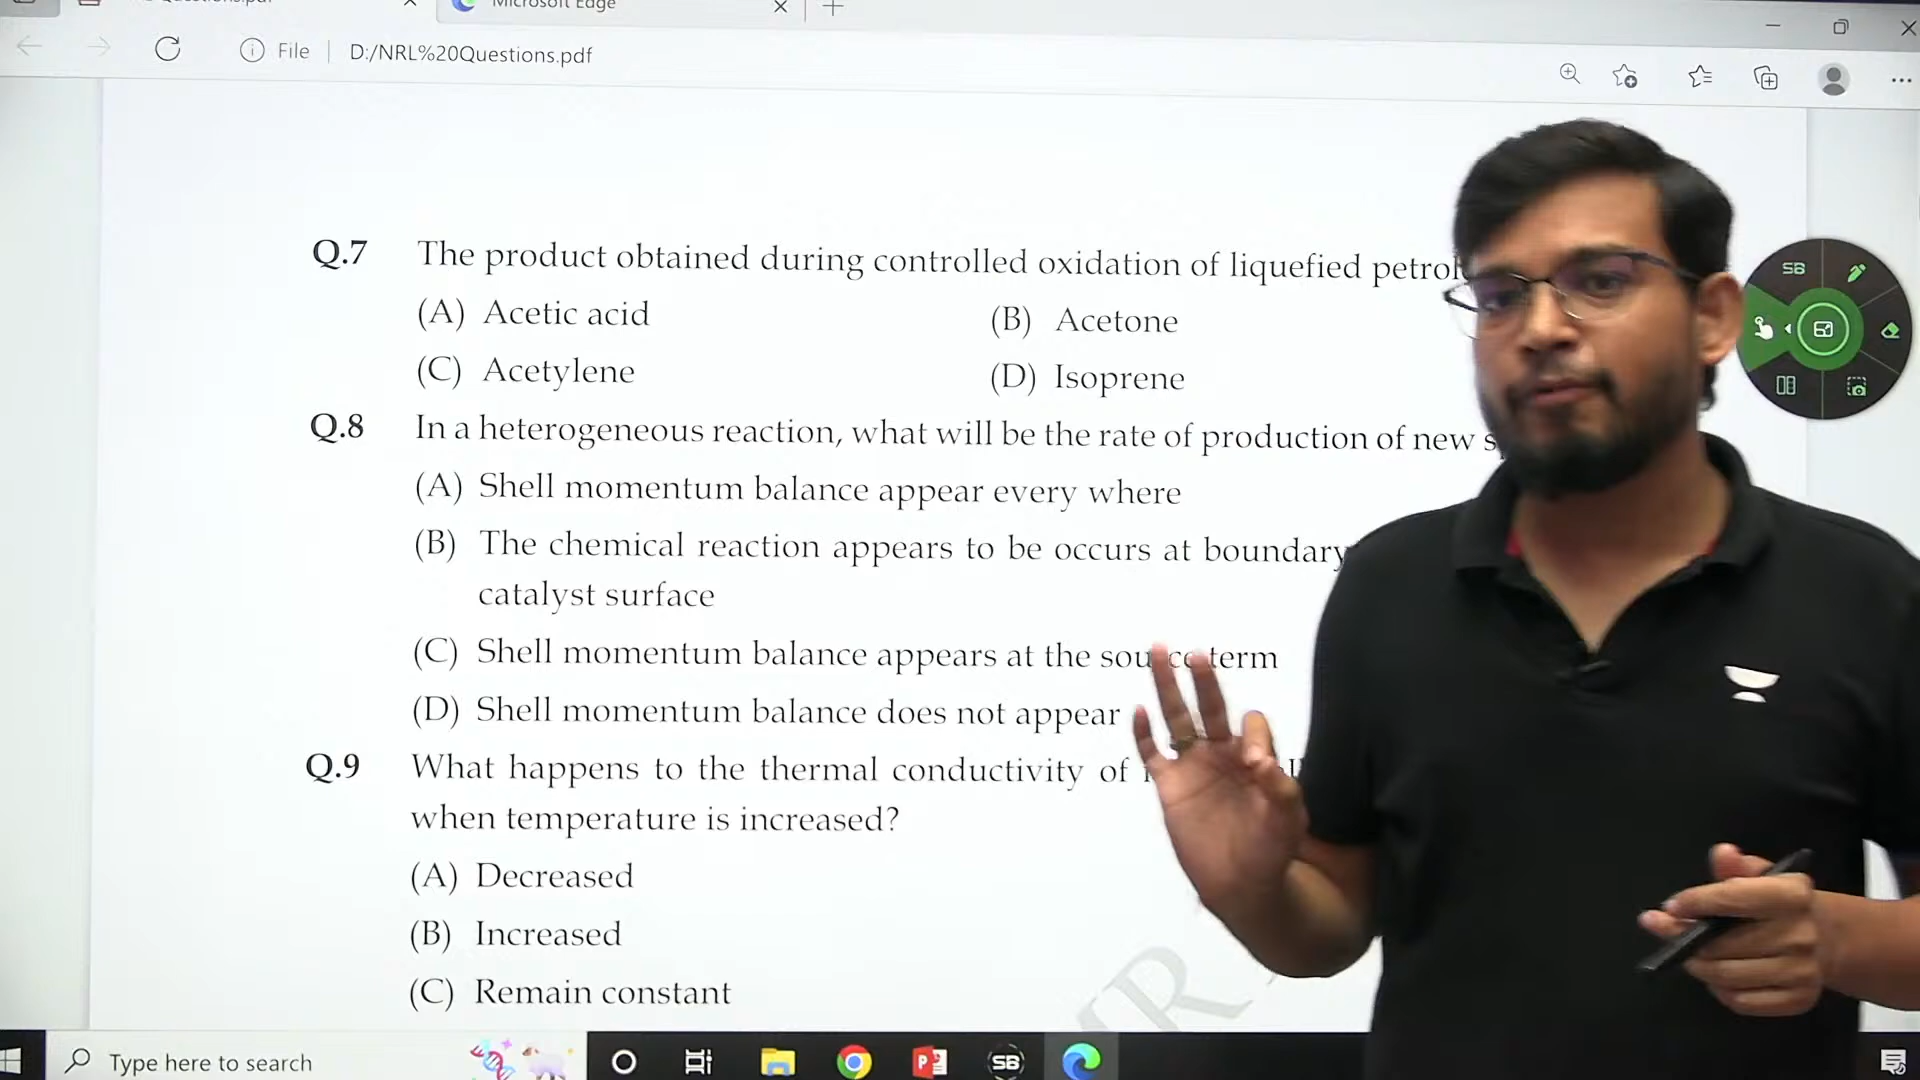 Microsoft Edge
File D:/NRL%20Questions.pdf
SB
Q.7 The product obtained during controlled oxidation of liquefied
(A) Acetic acid (B) Acetone
(C) Acetylene (D) Isoprene
Q.8 In a heterogeneous reaction, what will be the rate of production of new
(A) Shell momentum balance appear every where
(B) The chemical reaction appears to be occurs at boundary
catalyst surface
(C) Shell momentum balance appears at the source term
(D) Shell momentum balance does not appear
Q.9 What happens to the thermal conductivity of
when temperature is increased?
(A) Decreased
(B) Increased
(C) Remain constant
Type here to search
SB